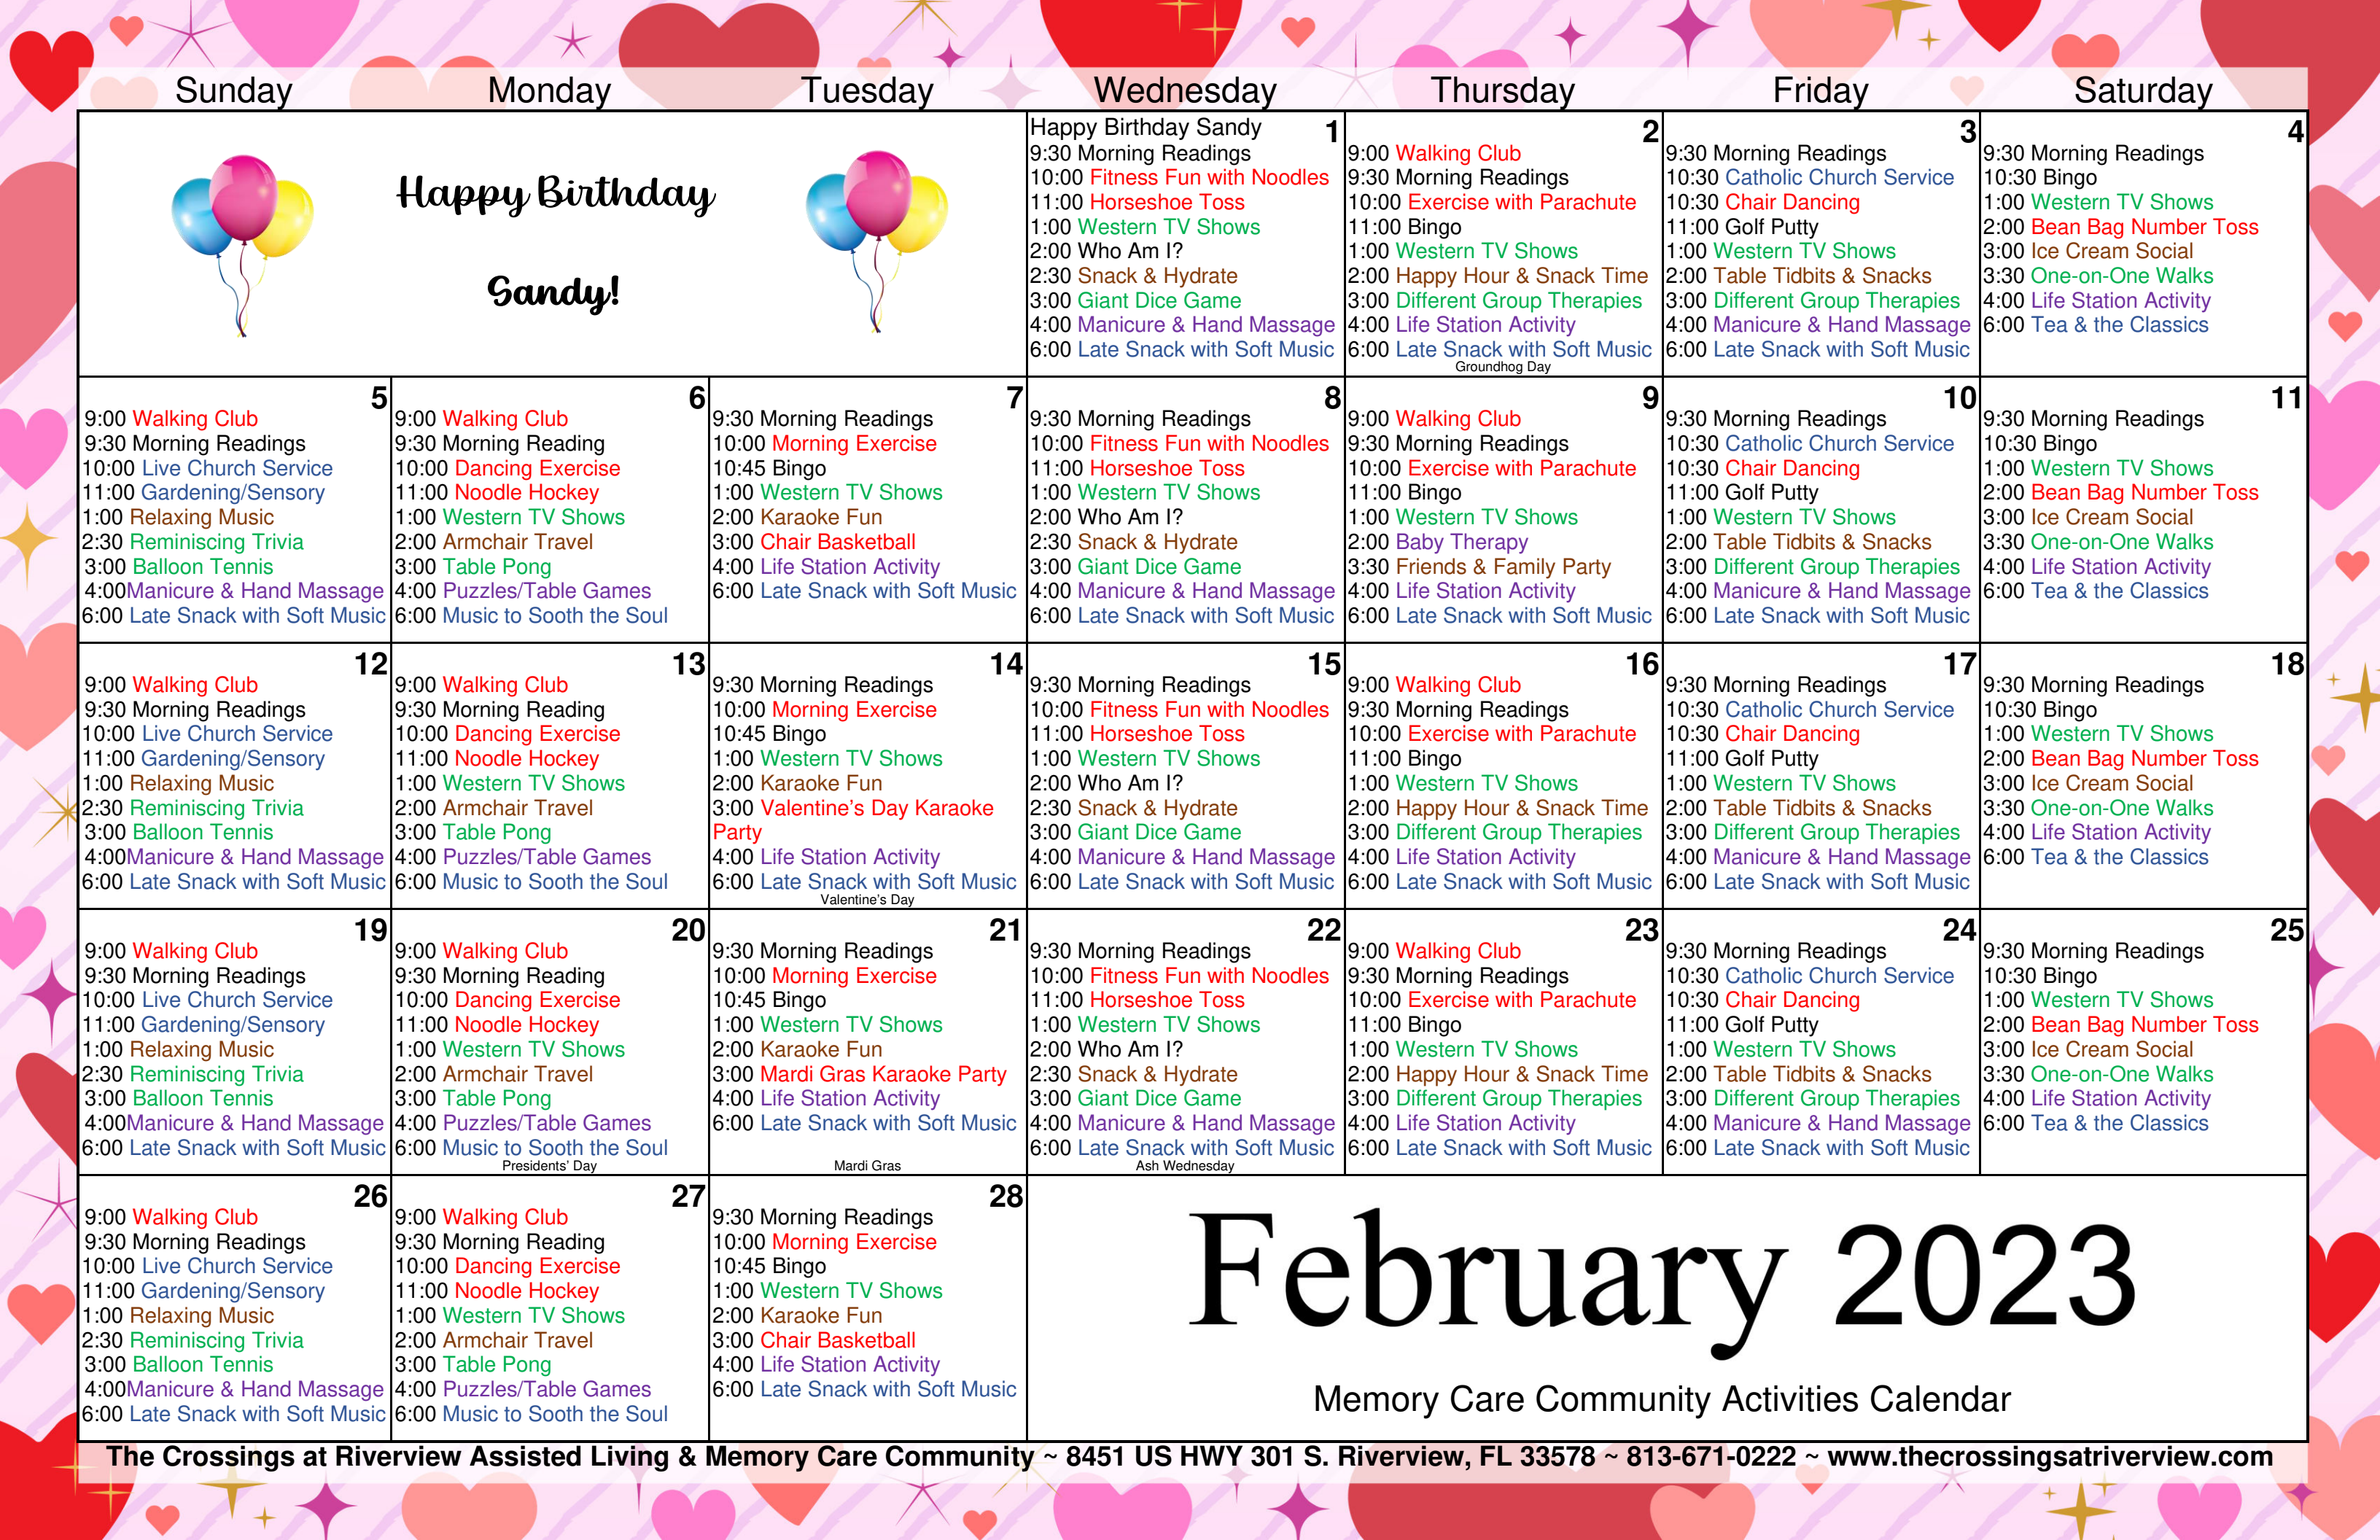 Sunday Monday Tuesday Wednesday Thursday Friday Saturday
Happy Birthday
Sandy!
Happy Birthday Sandy 1
9:30 Morning Readings
10:00 Fitness Fun with Noodles
11:00 Horseshoe Toss
1:00 Western TV Shows
2:00 Who Am I?
2:30 Snack & Hydrate
3:00 Giant Dice Game
4:00 Manicure & Hand Massage
6:00 Late Snack with Soft Music
2
9:00 Walking Club
9:30 Morning Readings
10:00 Exercise with Parachute
11:00 Bingo
1:00 Western TV Shows
2:00 Happy Hour & Snack Time
3:00 Different Group Therapies
4:00 Life Station Activity
6:00 Late Snack with Soft Music
Groundhog Day
3
9:30 Morning Readings
10:30 Catholic Church Service
10:30 Chair Dancing
11:00 Golf Putty
1:00 Western TV Shows
2:00 Table Tidbits & Snacks
3:00 Different Group Therapies
4:00 Manicure & Hand Massage
6:00 Late Snack with Soft Music
4
9:30 Morning Readings
10:30 Bingo
1:00 Western TV Shows
2:00 Bean Bag Number Toss
3:00 Ice Cream Social
3:30 One-on-One Walks
4:00 Life Station Activity
6:00 Tea & the Classics
5
9:00 Walking Club
9:30 Morning Readings
10:00 Live Church Service
11:00 Gardening/Sensory
1:00 Relaxing Music
2:30 Reminiscing Trivia
3:00 Balloon Tennis
4:00Manicure & Hand Massage
6:00 Late Snack with Soft Music
6
9:00 Walking Club
9:30 Morning Reading
10:00 Dancing Exercise
11:00 Noodle Hockey
1:00 Western TV Shows
2:00 Armchair Travel
3:00 Table Pong
4:00 Puzzles/Table Games
6:00 Music to Sooth the Soul
7
9:30 Morning Readings
10:00 Morning Exercise
10:45 Bingo
1:00 Western TV Shows
2:00 Karaoke Fun
3:00 Chair Basketball
4:00 Life Station Activity
6:00 Late Snack with Soft Music
8
9:30 Morning Readings
10:00 Fitness Fun with Noodles
11:00 Horseshoe Toss
1:00 Western TV Shows
2:00 Who Am I?
2:30 Snack & Hydrate
3:00 Giant Dice Game
4:00 Manicure & Hand Massage
6:00 Late Snack with Soft Music
9
9:00 Walking Club
9:30 Morning Readings
10:00 Exercise with Parachute
11:00 Bingo
1:00 Western TV Shows
2:00 Baby Therapy
3:30 Friends & Family Party
4:00 Life Station Activity
6:00 Late Snack with Soft Music
10
9:30 Morning Readings
10:30 Catholic Church Service
10:30 Chair Dancing
11:00 Golf Putty
1:00 Western TV Shows
2:00 Table Tidbits & Snacks
3:00 Different Group Therapies
4:00 Manicure & Hand Massage
6:00 Late Snack with Soft Music
11
9:30 Morning Readings
10:30 Bingo
1:00 Western TV Shows
2:00 Bean Bag Number Toss
3:00 Ice Cream Social
3:30 One-on-One Walks
4:00 Life Station Activity
6:00 Tea & the Classics
12
9:00 Walking Club
9:30 Morning Readings
10:00 Live Church Service
11:00 Gardening/Sensory
1:00 Relaxing Music
2:30 Reminiscing Trivia
3:00 Balloon Tennis
4:00Manicure & Hand Massage
6:00 Late Snack with Soft Music
13
9:00 Walking Club
9:30 Morning Reading
10:00 Dancing Exercise
11:00 Noodle Hockey
1:00 Western TV Shows
2:00 Armchair Travel
3:00 Table Pong
4:00 Puzzles/Table Games
6:00 Music to Sooth the Soul
14
9:30 Morning Readings
10:00 Morning Exercise
10:45 Bingo
1:00 Western TV Shows
2:00 Karaoke Fun
3:00 Valentine's Day Karaoke
Party
4:00 Life Station Activity
6:00 Late Snack with Soft Music
Valentine's Day
15
9:30 Morning Readings
10:00 Fitness Fun with Noodles
11:00 Horseshoe Toss
1:00 Western TV Shows
2:00 Who Am I?
2:30 Snack & Hydrate
3:00 Giant Dice Game
4:00 Manicure & Hand Massage
6:00 Late Snack with Soft Music
16
9:00 Walking Club
9:30 Morning Readings
10:00 Exercise with Parachute
11:00 Bingo
1:00 Western TV Shows
2:00 Happy Hour & Snack Time
3:00 Different Group Therapies
4:00 Life Station Activity
6:00 Late Snack with Soft Music
17
9:30 Morning Readings
10:30 Catholic Church Service
10:30 Chair Dancing
11:00 Golf Putty
1:00 Western TV Shows
2:00 Table Tidbits & Snacks
3:00 Different Group Therapies
4:00 Manicure & Hand Massage
6:00 Late Snack with Soft Music
18
9:30 Morning Readings
10:30 Bingo
1:00 Western TV Shows
2:00 Bean Bag Number Toss
3:00 Ice Cream Social
3:30 One-on-One Walks
4:00 Life Station Activity
6:00 Tea & the Classics
19
9:00 Walking Club
9:30 Morning Readings
10:00 Live Church Service
11:00 Gardening/Sensory
1:00 Relaxing Music
2:30 Reminiscing Trivia
3:00 Balloon Tennis
4:00Manicure & Hand Massage
6:00 Late Snack with Soft Music
20
9:00 Walking Club
9:30 Morning Reading
10:00 Dancing Exercise
11:00 Noodle Hockey
1:00 Western TV Shows
2:00 Armchair Travel
3:00 Table Pong
4:00 Puzzles/Table Games
6:00 Music to Sooth the Soul
Presidents' Day
21
9:30 Morning Readings
10:00 Morning Exercise
10:45 Bingo
1:00 Western TV Shows
2:00 Karaoke Fun
3:00 Mardi Gras Karaoke Party
4:00 Life Station Activity
6:00 Late Snack with Soft Music
Mardi Gras
22
9:30 Morning Readings
10:00 Fitness Fun with Noodles
11:00 Horseshoe Toss
1:00 Western TV Shows
2:00 Who Am I?
2:30 Snack & Hydrate
3:00 Giant Dice Game
4:00 Manicure & Hand Massage
6:00 Late Snack with Soft Music
Ash Wednesday
23
9:00 Walking Club
9:30 Morning Readings
10:00 Exercise with Parachute
11:00 Bingo
1:00 Western TV Shows
2:00 Happy Hour & Snack Time
3:00 Different Group Therapies
4:00 Life Station Activity
6:00 Late Snack with Soft Music
24
9:30 Morning Readings
10:30 Catholic Church Service
10:30 Chair Dancing
11:00 Golf Putty
1:00 Western TV Shows
2:00 Table Tidbits & Snacks
3:00 Different Group Therapies
4:00 Manicure & Hand Massage
6:00 Late Snack with Soft Music
25
9:30 Morning Readings
10:30 Bingo
1:00 Western TV Shows
2:00 Bean Bag Number Toss
3:00 Ice Cream Social
3:30 One-on-One Walks
4:00 Life Station Activity
6:00 Tea & the Classics
26
9:00 Walking Club
9:30 Morning Readings
10:00 Live Church Service
11:00 Gardening/Sensory
1:00 Relaxing Music
2:30 Reminiscing Trivia
3:00 Balloon Tennis
4:00Manicure & Hand Massage
6:00 Late Snack with Soft Music
27
9:00 Walking Club
9:30 Morning Reading
10:00 Dancing Exercise
11:00 Noodle Hockey
1:00 Western TV Shows
2:00 Armchair Travel
3:00 Table Pong
4:00 Puzzles/Table Games
6:00 Music to Sooth the Soul
28
9:30 Morning Readings
10:00 Morning Exercise
10:45 Bingo
1:00 Western TV Shows
2:00 Karaoke Fun
3:00 Chair Basketball
4:00 Life Station Activity
6:00 Late Snack with Soft Music
February 2023
Memory Care Community Activities Calendar
The Crossings at Riverview Assisted Living & Memory Care Community ~ 8451 US HWY 301 S. Riverview, FL 33578 ~ 813-671-0222 ~ www.thecrossingsatriverview.com